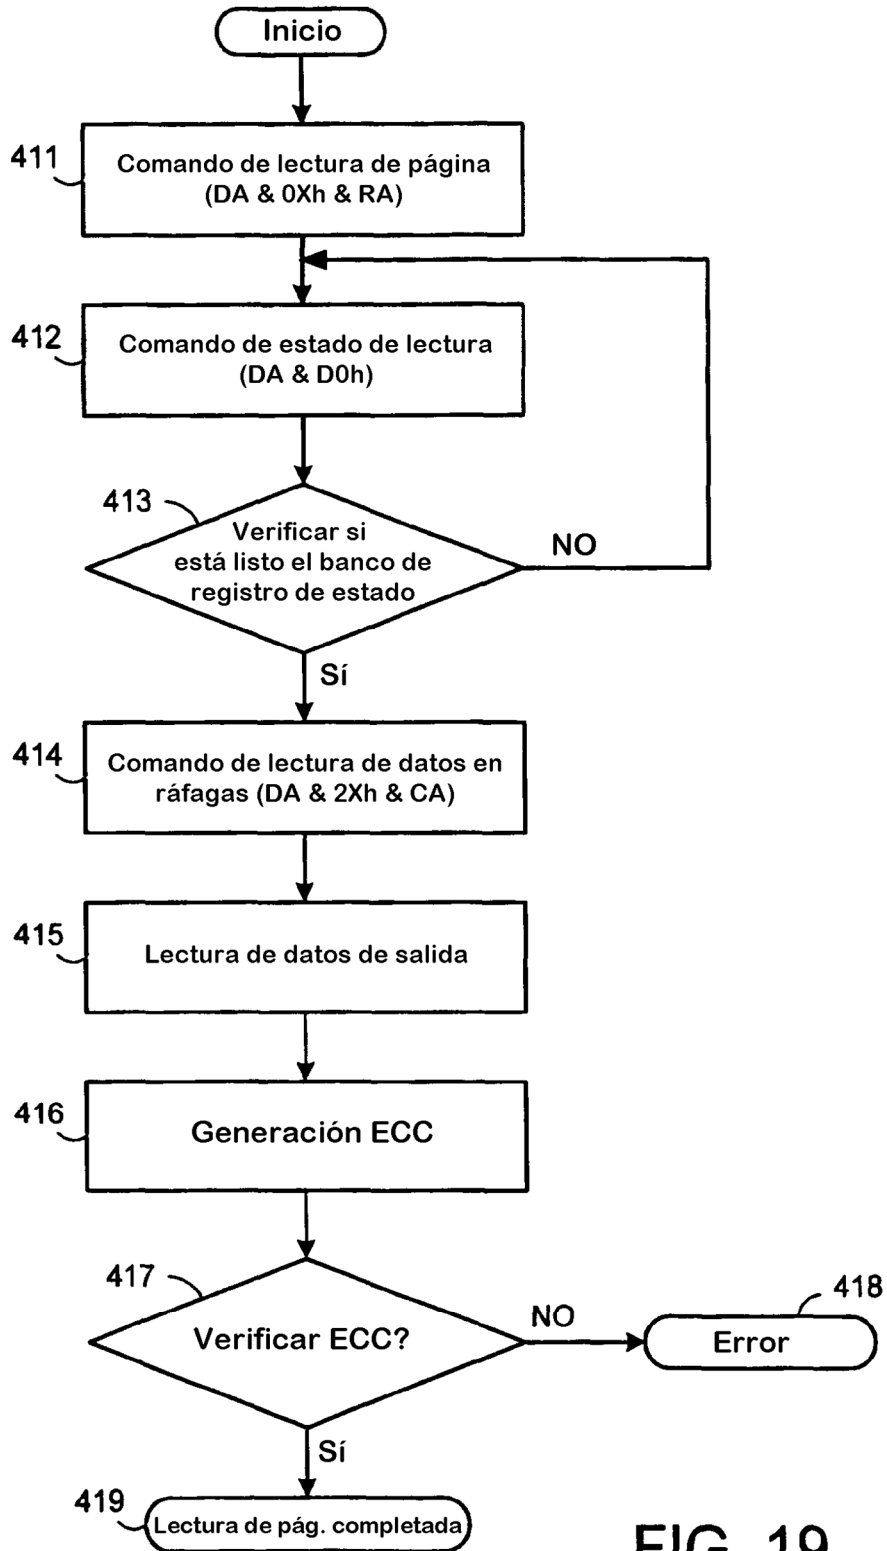 Inicio
411
Comando de lectura de página
(DA & 0Xh & RA)
412
Comando de estado de lectura
(DA & D0h)
413
Verificar si
está listo el banco de
registro de estado
NO
Sí
414
Comando de lectura de datos en
ráfagas (DA & 2Xh & CA)
415
Lectura de datos de salida
416
Generación ECC
417
Verificar ECC?
NO
418
Error
Sí
419
Lectura de pág. completada
FIG. 19